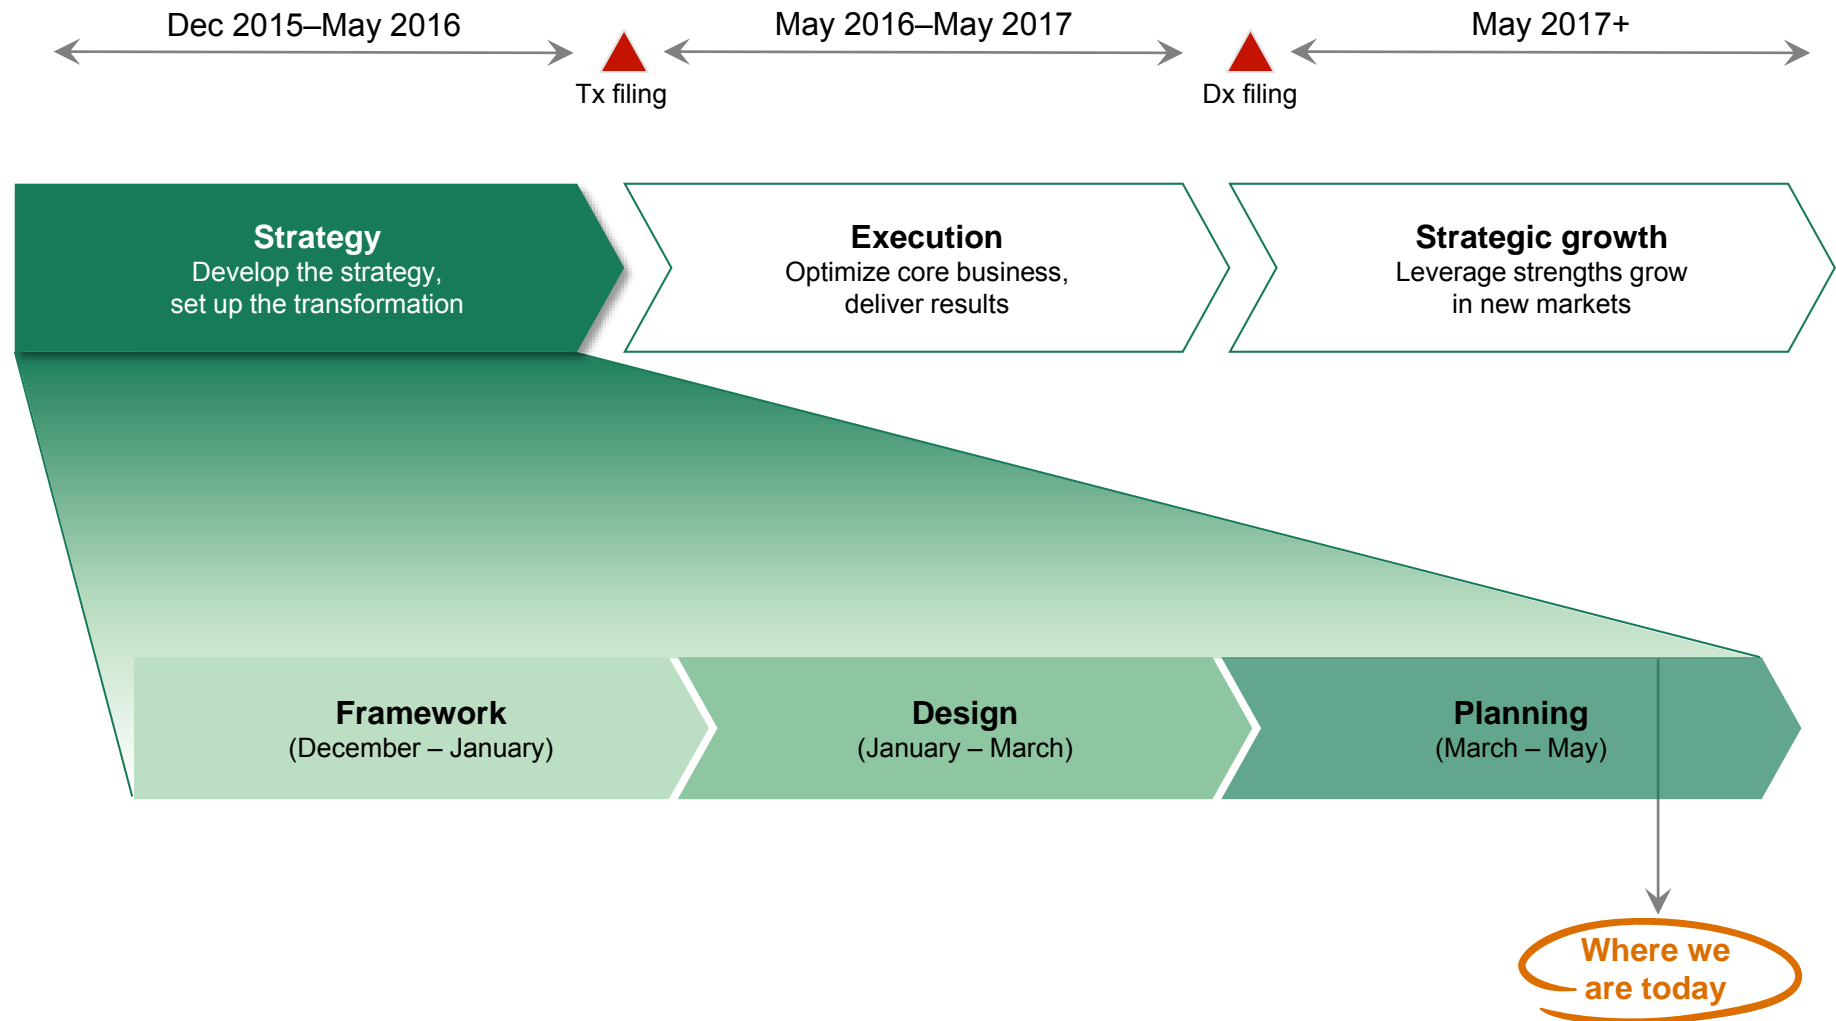 Dec 2015–May 2016
May 2016–May 2017
May 2017+
Tx filing
Dx filing
Strategy
Develop the strategy,
set up the transformation
Execution
Optimize core business,
deliver results
Strategic growth
Leverage strengths grow
in new markets
Framework
(December – January)
Design
(January – March)
Planning
(March – May)
Where we
are today